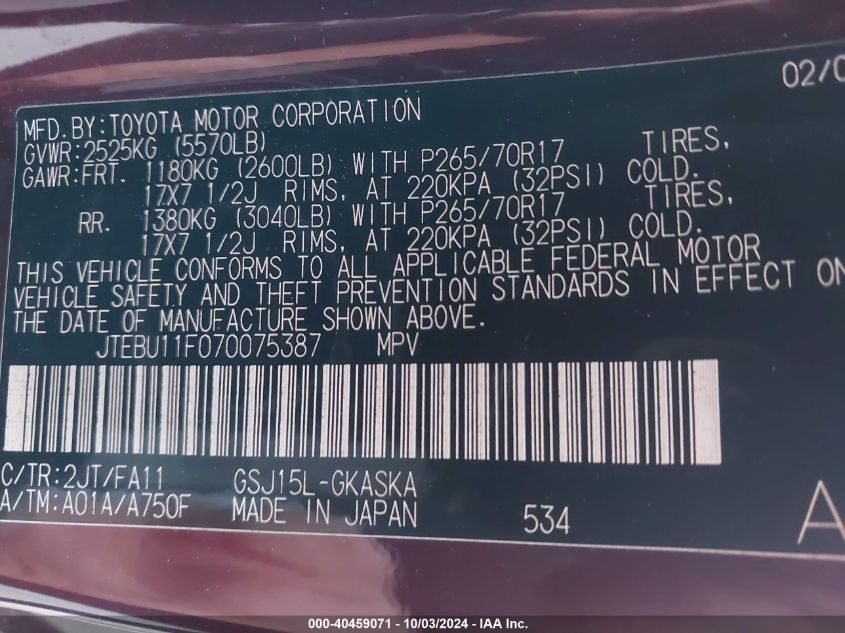 02/0
MFD.BY:TOYOTA MOTOR CORPORATION
GVWR:2525KG (5570LB)
GAWR:FRT. 1180KG (2600LB) WITH P265/70R17 TIRES,
17X7 1/2J RIMS, AT 220KPA (32PSI) COLD.
RR. 1380KG (3040LB) WITH P265/70R17 TIRES,
17X7 1/2J RIMS, AT 220KPA (32PSI) COLD.
THIS VEHICLE CONFORMS TO ALL APPLICABLE FEDERAL MOTOR
VEHICLE SAFETY AND THEFT PREVENTION STANDARDS IN EFFECT ON
THE DATE OF MANUFACTURE SHOWN ABOVE.
JTEBU11F070075387 MPV
C/TR:2JT/FA11 GSJ15L-GKASKA
A/TM:A01A/A750F MADE IN JAPAN 534 A
000-40459071 - 10/03/2024 - IAA Inc.